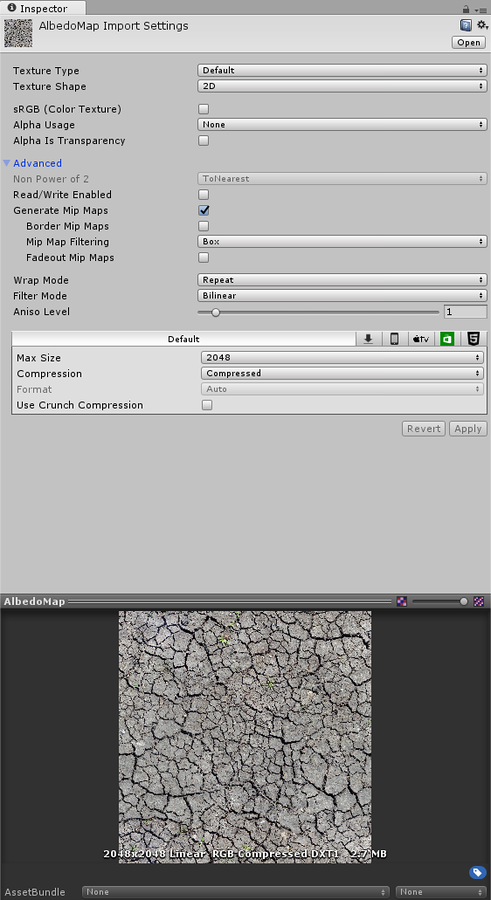 Inspector
AlbedoMap Import Settings
Open
Texture Type Default
Texture Shape 2D
sRGB (Color Texture)
Alpha Usage None
Alpha Is Transparency
Advanced
Non Power of 2 ToNearest
Read/Write Enabled
Generate Mip Maps
Border Mip Maps
Mip Map Filtering Box
Fadeout Mip Maps
Wrap Mode Repeat
Filter Mode Bilinear
Aniso Level 1
Default tv 5
Max Size 2048
Compression Compressed
Format Auto
Use Crunch Compression
Revert Apply
AlbedoMap
2048x2048 Linear RGB Compressed DXT1 2.7 MB
AssetBundle None None